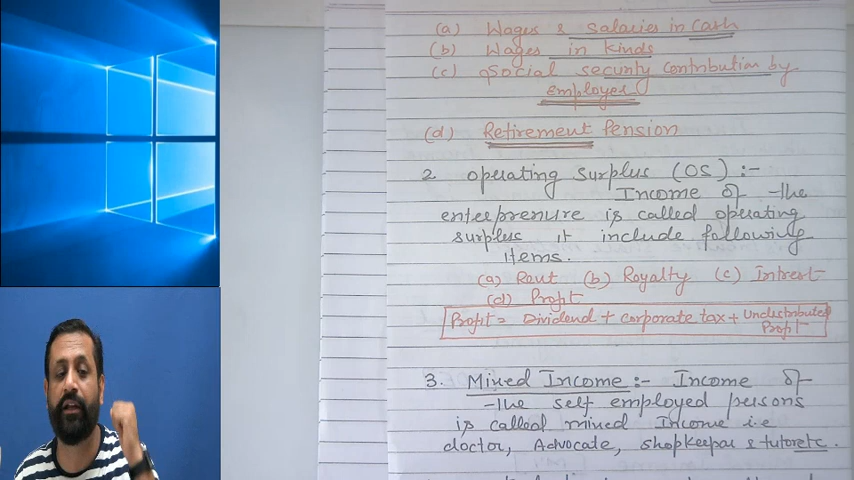 (a) Wages & salaries in cash
(b) Wages in kinds
(c) Social security contribution by
employer
(d) Retirement Pension
2 operating surplus (OS) :-
Income of the
enterprenure is called operating
surplus it include following
items.
(a) Rent (b) Royalty (c) Intrest
(d) Profit
Profit = Dividend + corporate tax + Undistributed
Profit
3. Mixed Income :- Income of
the self employed persons
is called mixed Income i.e
doctor, Advocate, shopkeeper & tutor etc.